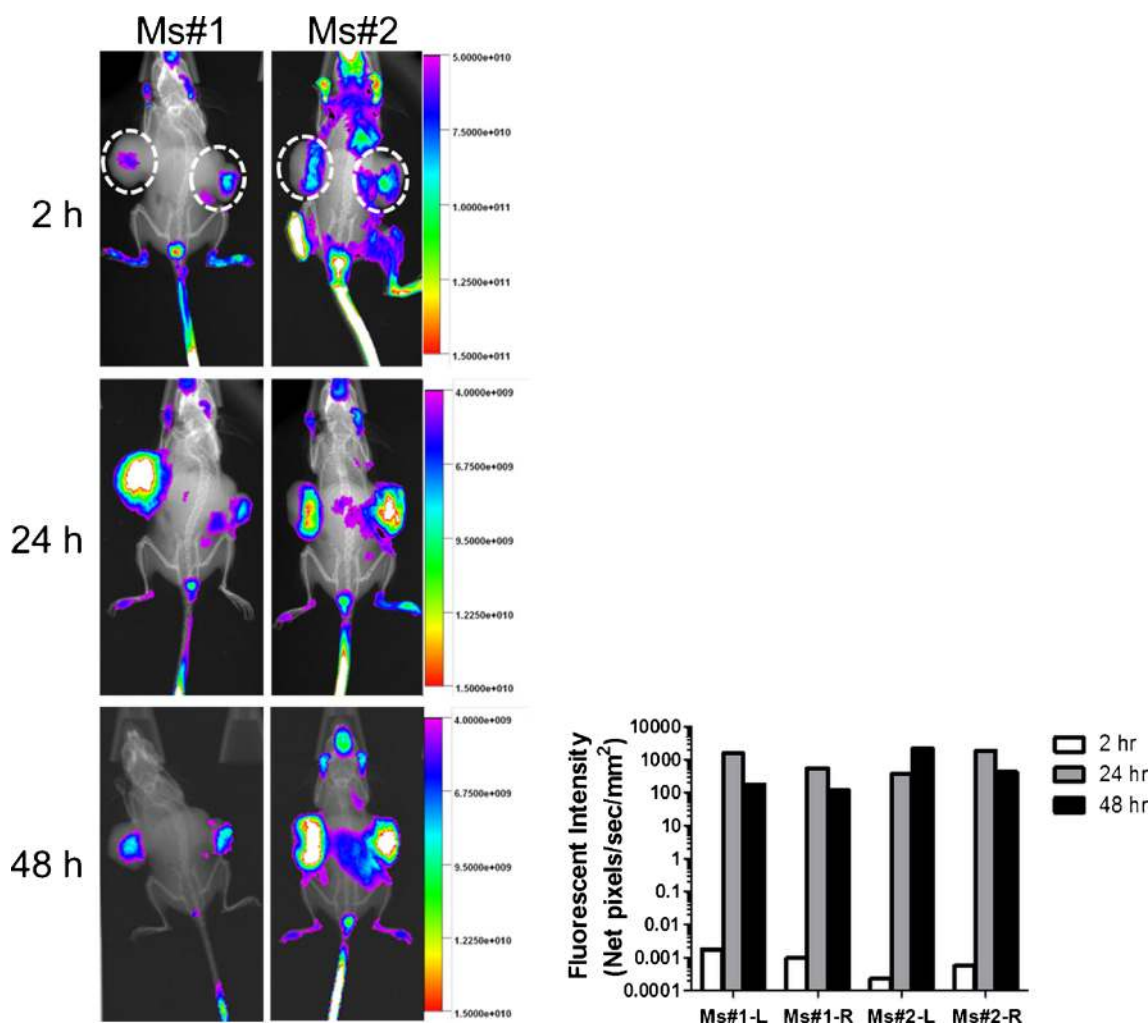 Ms#1 Ms#2
2 h
5.0000e+010
7.5000e+010
1.0000e+011
1.2500e+011
1.5000e+011
24 h
4.0000e+009
6.7500e+009
9.5000e+009
1.2250e+010
1.5000e+010
48 h
4.0000e+009
6.7500e+009
9.5000e+009
1.2250e+010
1.5000e+010
Fluorescent Intensity
(Net pixels/sec/mm²)
10000
1000
100
10
1
0.1
0.01
0.001
0.0001
Ms#1-L Ms#1-R Ms#2-L Ms#2-R
2 hr
24 hr
48 hr